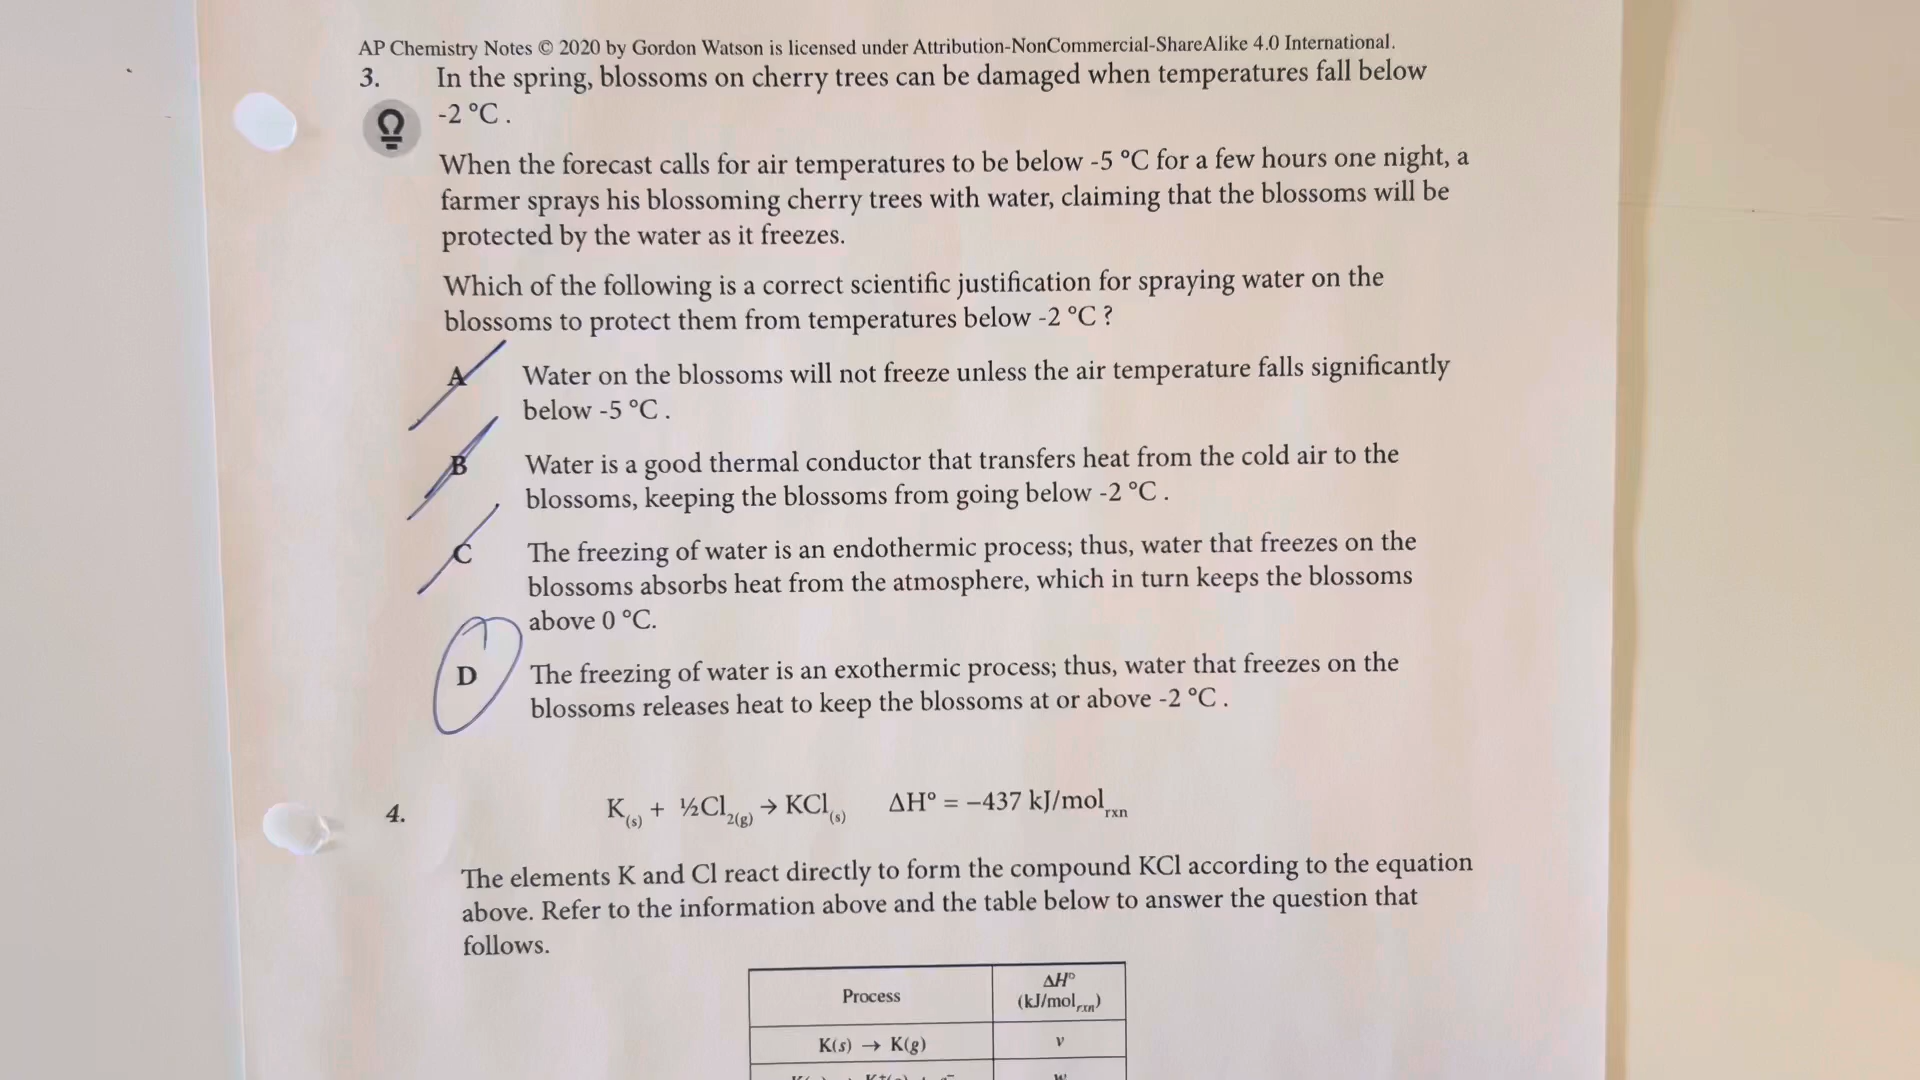 AP Chemistry Notes © 2020 by Gordon Watson is licensed under Attribution-NonCommercial-ShareAlike 4.0 International.
3. In the spring, blossoms on cherry trees can be damaged when temperatures fall below
-2 °C .
When the forecast calls for air temperatures to be below -5 °C for a few hours one night, a
farmer sprays his blossoming cherry trees with water, claiming that the blossoms will be
protected by the water as it freezes.
Which of the following is a correct scientific justification for spraying water on the
blossoms to protect them from temperatures below -2 °C ?
A Water on the blossoms will not freeze unless the air temperature falls significantly
below -5 °C .
B Water is a good thermal conductor that transfers heat from the cold air to the
blossoms, keeping the blossoms from going below -2 °C .
C The freezing of water is an endothermic process; thus, water that freezes on the
blossoms absorbs heat from the atmosphere, which in turn keeps the blossoms
above 0 °C.
D The freezing of water is an exothermic process; thus, water that freezes on the
blossoms releases heat to keep the blossoms at or above -2 °C .
4. K(s) + ½Cl2(g) → KCl(s) ΔH° = −437 kJ/molrxn
The elements K and Cl react directly to form the compound KCl according to the equation
above. Refer to the information above and the table below to answer the question that
follows.
Process ΔH° (kJ/molrxn)
K(s) → K(g) v